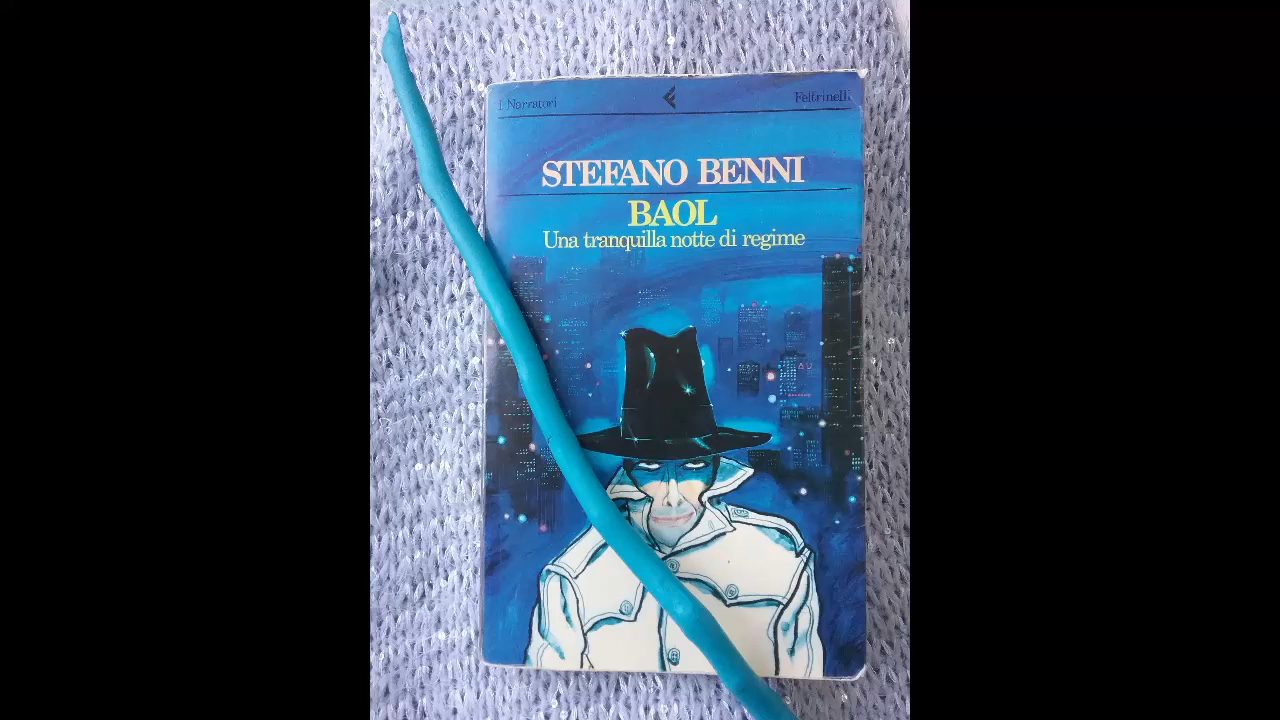 I Narratori Feltrinelli
STEFANO BENNI
BAOL
Una tranquilla notte di regime